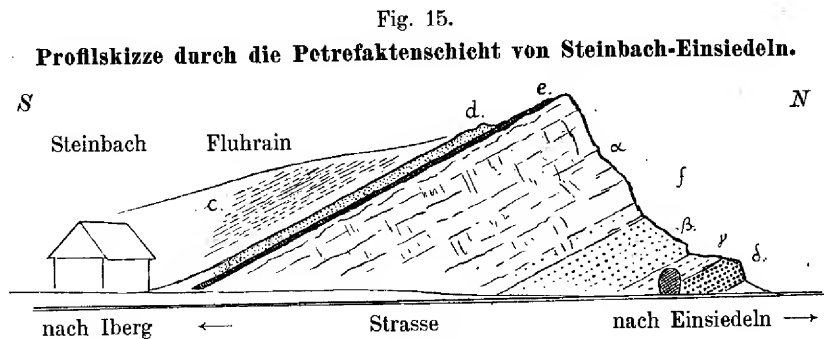 Fig. 15.
Profilskizze durch die Petrefaktenschicht von Steinbach-Einsiedeln.
S
N
e.
d.
Steinbach
Fluhrain
α
c.
f
β.
γ
δ.
nach Iberg ←
Strasse
nach Einsiedeln →